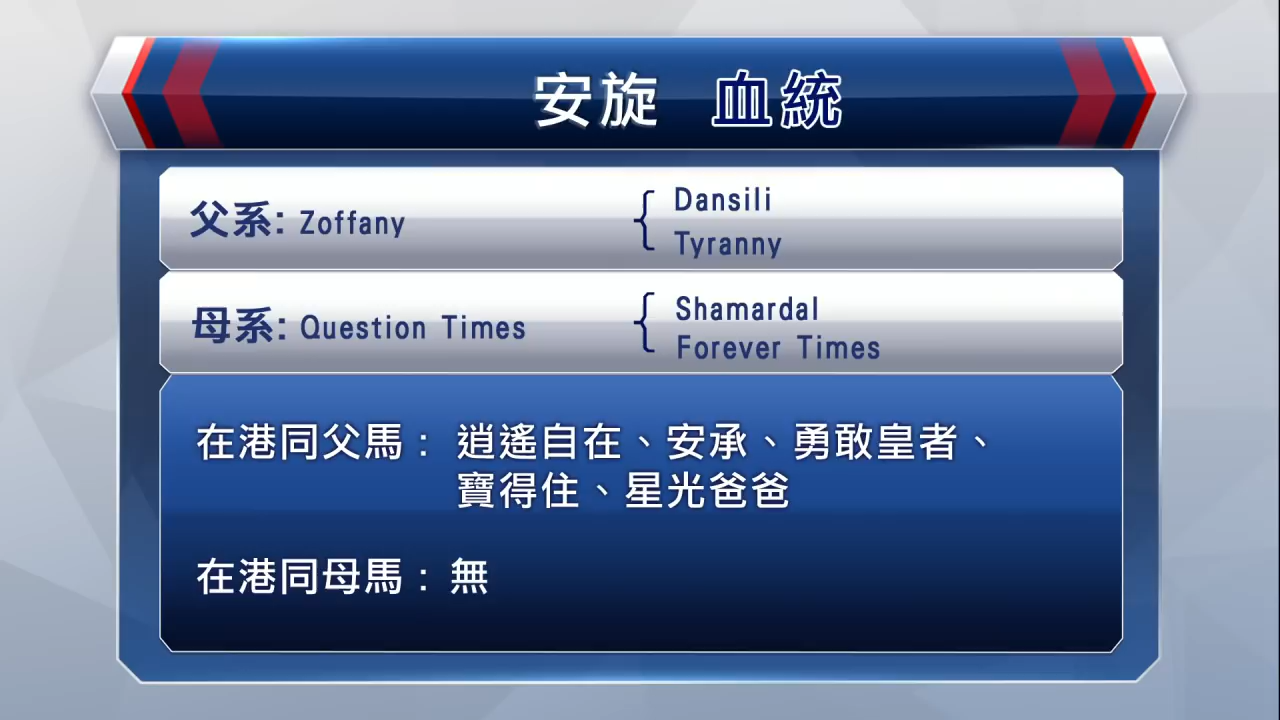 安旋 血統
父系: Zoffany
Dansili
Tyranny
母系: Question Times
Shamardal
Forever Times
在港同父馬： 逍遙自在、安承、勇敢皇者、
寶得住、星光爸爸
在港同母馬： 無